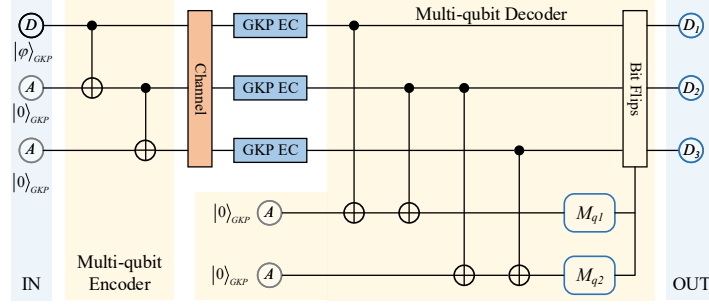 Multi-qubit Decoder
D
GKP EC
D₁
|φ⟩GKP
A
Channel
GKP EC
Bit Flips
D₂
|0⟩GKP
A
GKP EC
D₃
|0⟩GKP
|0⟩GKP A
Mq1
Multi-qubit
Encoder
|0⟩GKP A
Mq2
IN
OUT